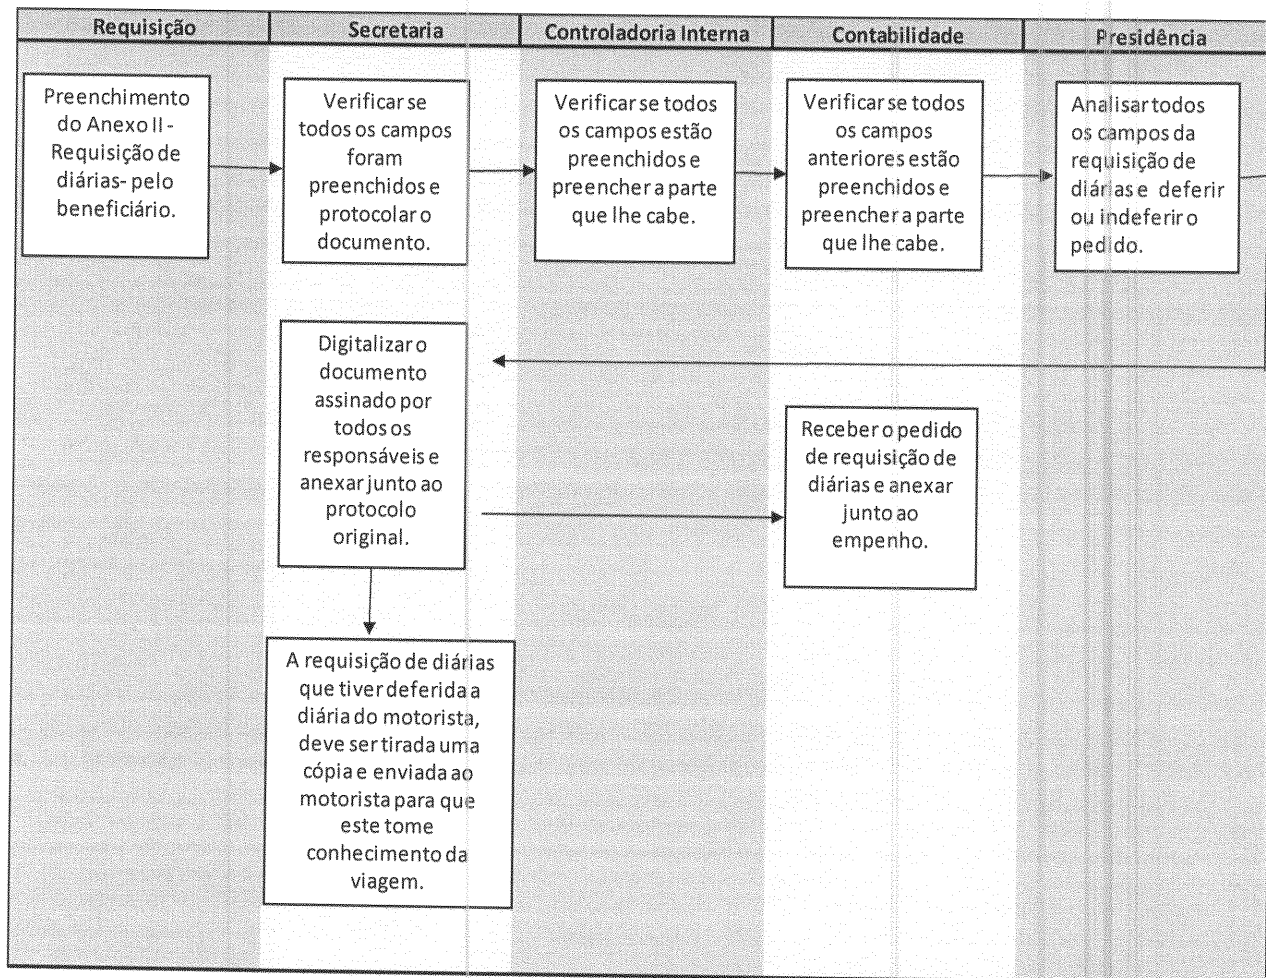 Requisição
Secretaria
Controladoria Interna
Contabilidade
Presidência
Preenchimento
do Anexo II -
Requisição de
diárias- pelo
beneficiário.
Verificar se
todos os campos
foram
preenchidos e
protocolar o
documento.
Verificar se todos
os campos estão
preenchidos e
preencher a parte
que lhe cabe.
Verificar se todos
os campos
anteriores estão
preenchidos e
preencher a parte
que lhe cabe.
Analisar todos
os campos da
requisição de
diárias e deferir
ou indeferir o
pedido.
Digitalizar o
documento
assinado por
todos os
responsáveis e
anexar junto ao
protocolo
original.
Receber o pedido
de requisição de
diárias e anexar
junto ao
empenho.
A requisição de diárias
que tiver deferida a
diária do motorista,
deve ser tirada uma
cópia e enviada ao
motorista para que
este tome
conhecimento da
viagem.